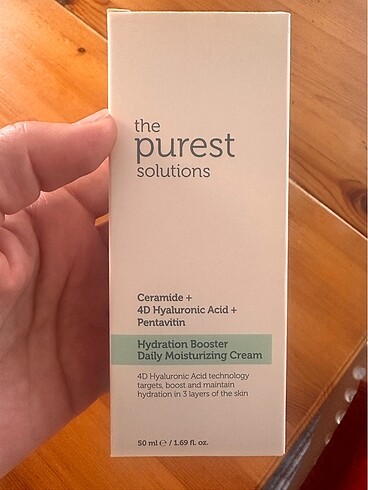 the
purest
solutions
Ceramide +
4D Hyaluronic Acid +
Pentavitin
Hydration Booster
Daily Moisturizing Cream
4D Hyaluronic Acid technology
targets, boost and maintain
hydration in 3 layers of the skin
50 ml ℮ / 1.69 fl. oz.